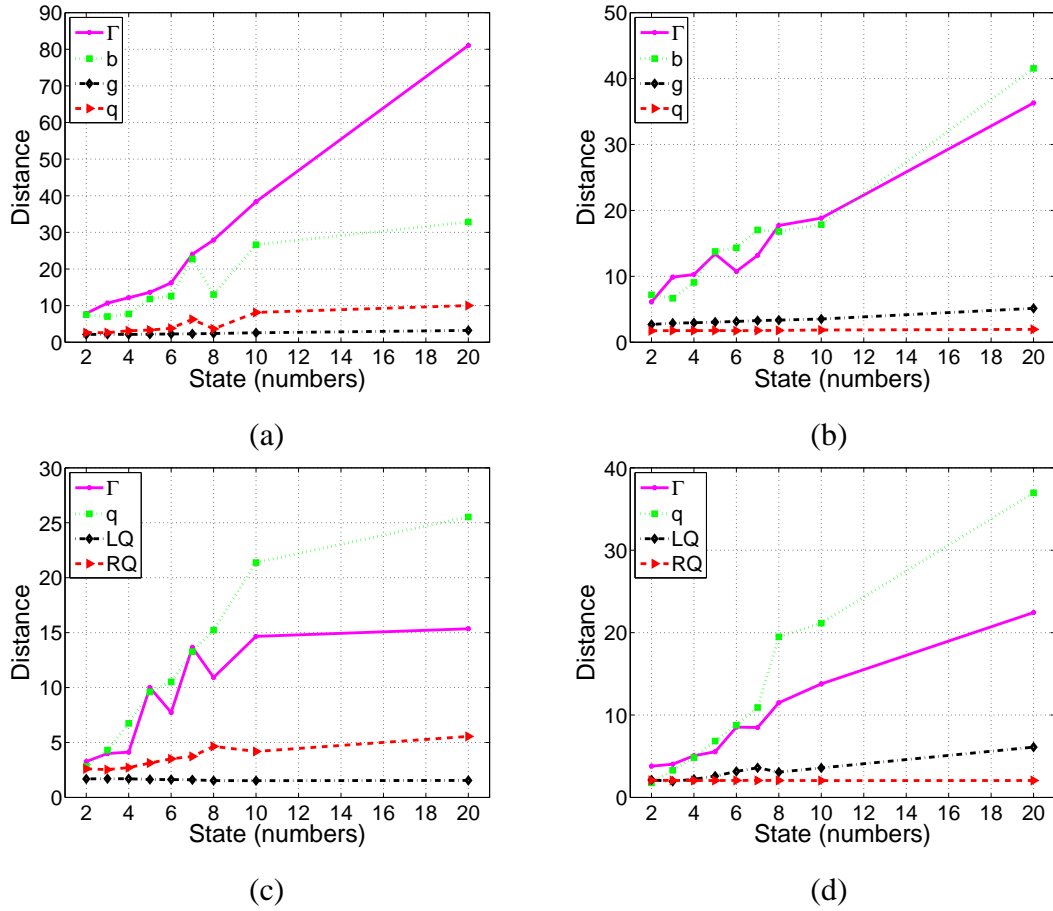 90
80
70
60
50
40
30
20
10
0
Distance
Γ
b
g
q
2 4 6 8 10 12 14 16 18 20
State (numbers)
(a)
50
40
30
20
10
0
Distance
Γ
b
g
q
2 4 6 8 10 12 14 16 18 20
State (numbers)
(b)
30
25
20
15
10
5
0
Distance
Γ
q
LQ
RQ
2 4 6 8 10 12 14 16 18 20
State (numbers)
(c)
40
30
20
10
0
Distance
Γ
q
LQ
RQ
2 4 6 8 10 12 14 16 18 20
State (numbers)
(d)